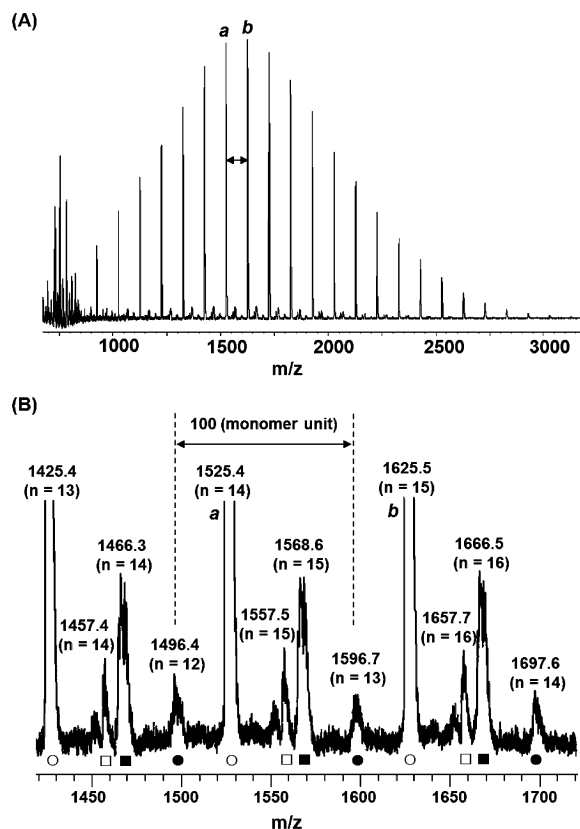 (A)
a b
1000 1500 2000 2500 3000
m/z
(B)
100 (monomer unit)
1425.4
(n = 13)
1525.4
(n = 14)
1625.5
(n = 15)
a
b
1466.3
(n = 14)
1568.6
(n = 15)
1666.5
(n = 16)
1457.4
(n = 14)
1557.5
(n = 15)
1657.7
(n = 16)
1496.4
(n = 12)
1596.7
(n = 13)
1697.6
(n = 14)
1450 1500 1550 1600 1650 1700
m/z